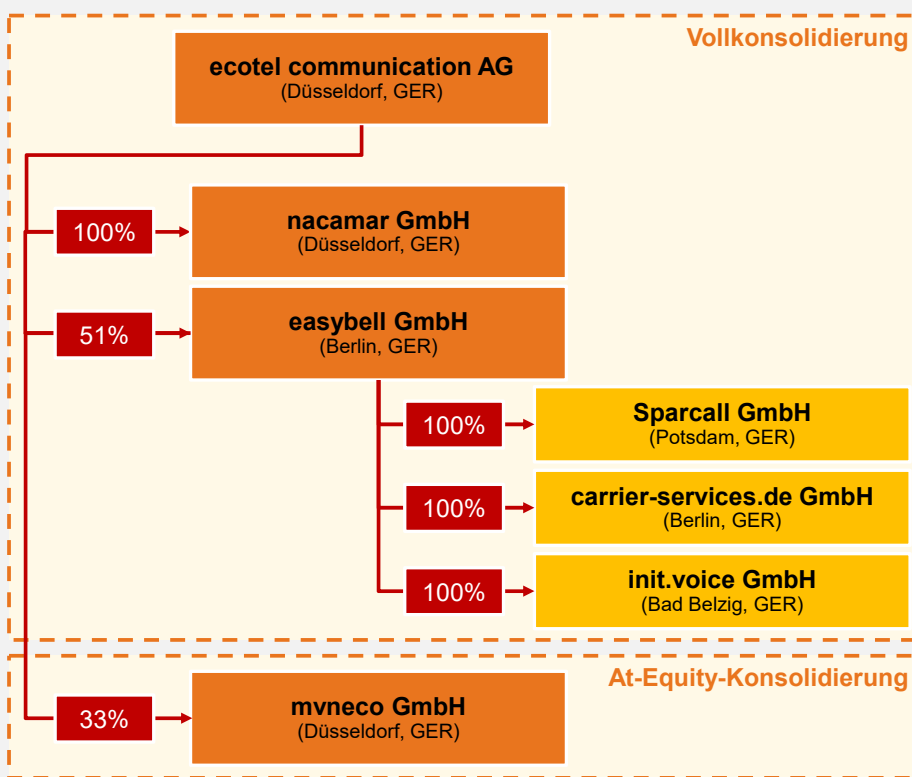 Vollkonsolidierung
ecotel communication AG
(Düsseldorf, GER)
100%
nacamar GmbH
(Düsseldorf, GER)
51%
easybell GmbH
(Berlin, GER)
100%
Sparcall GmbH
(Potsdam, GER)
100%
carrier-services.de GmbH
(Berlin, GER)
100%
init.voice GmbH
(Bad Belzig, GER)
At-Equity-Konsolidierung
33%
mvneco GmbH
(Düsseldorf, GER)